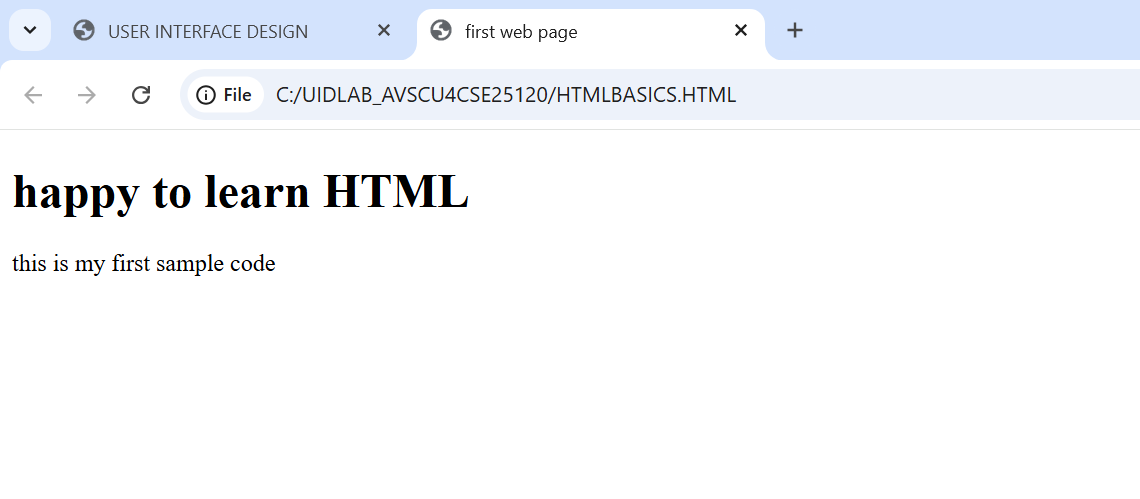 USER INTERFACE DESIGN
first web page
File
C:/UIDLAB_AVSCU4CSE25120/HTMLBASICS.HTML
happy to learn HTML
this is my first sample code